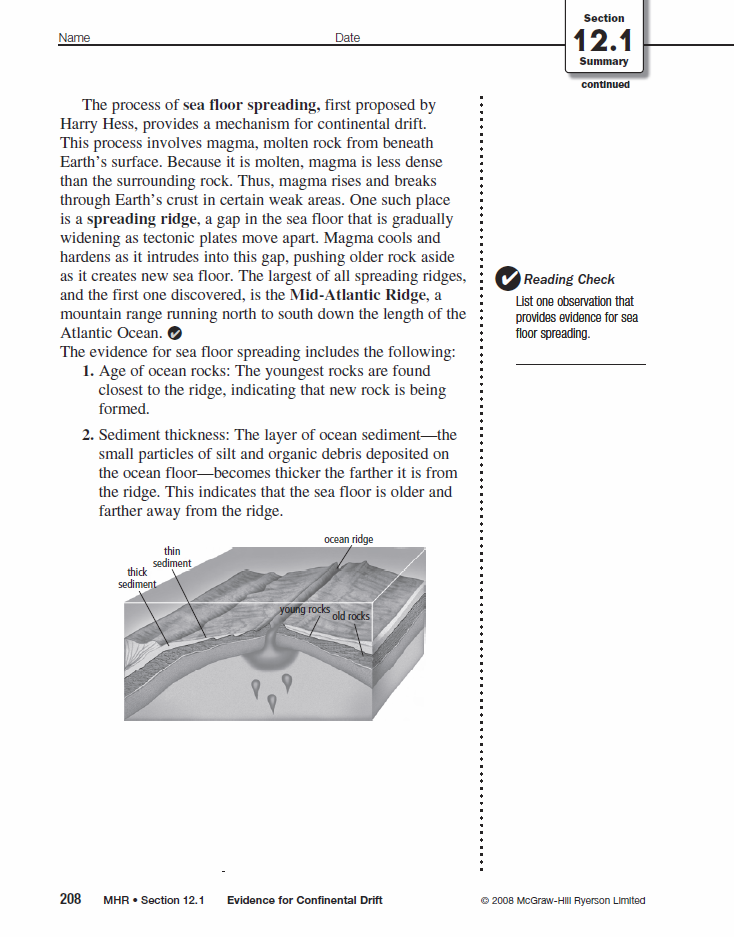 Name
Date
Section
12.1
Summary
continued
The process of sea floor spreading, first proposed by
Harry Hess, provides a mechanism for continental drift.
This process involves magma, molten rock from beneath
Earth's surface. Because it is molten, magma is less dense
than the surrounding rock. Thus, magma rises and breaks
through Earth's crust in certain weak areas. One such place
is a spreading ridge, a gap in the sea floor that is gradually
widening as tectonic plates move apart. Magma cools and
hardens as it intrudes into this gap, pushing older rock aside
as it creates new sea floor. The largest of all spreading ridges,
and the first one discovered, is the Mid-Atlantic Ridge, a
mountain range running north to south down the length of the
Atlantic Ocean.
The evidence for sea floor spreading includes the following:
1. Age of ocean rocks: The youngest rocks are found
closest to the ridge, indicating that new rock is being
formed.
2. Sediment thickness: The layer of ocean sediment—the
small particles of silt and organic debris deposited on
the ocean floor—becomes thicker the farther it is from
the ridge. This indicates that the sea floor is older and
farther away from the ridge.
Reading Check
List one observation that
provides evidence for sea
floor spreading.
ocean ridge
thin
sediment
thick
sediment
young rocks
old rocks
208 MHR • Section 12.1 Evidence for Continental Drift
© 2008 McGraw-Hill Ryerson Limited